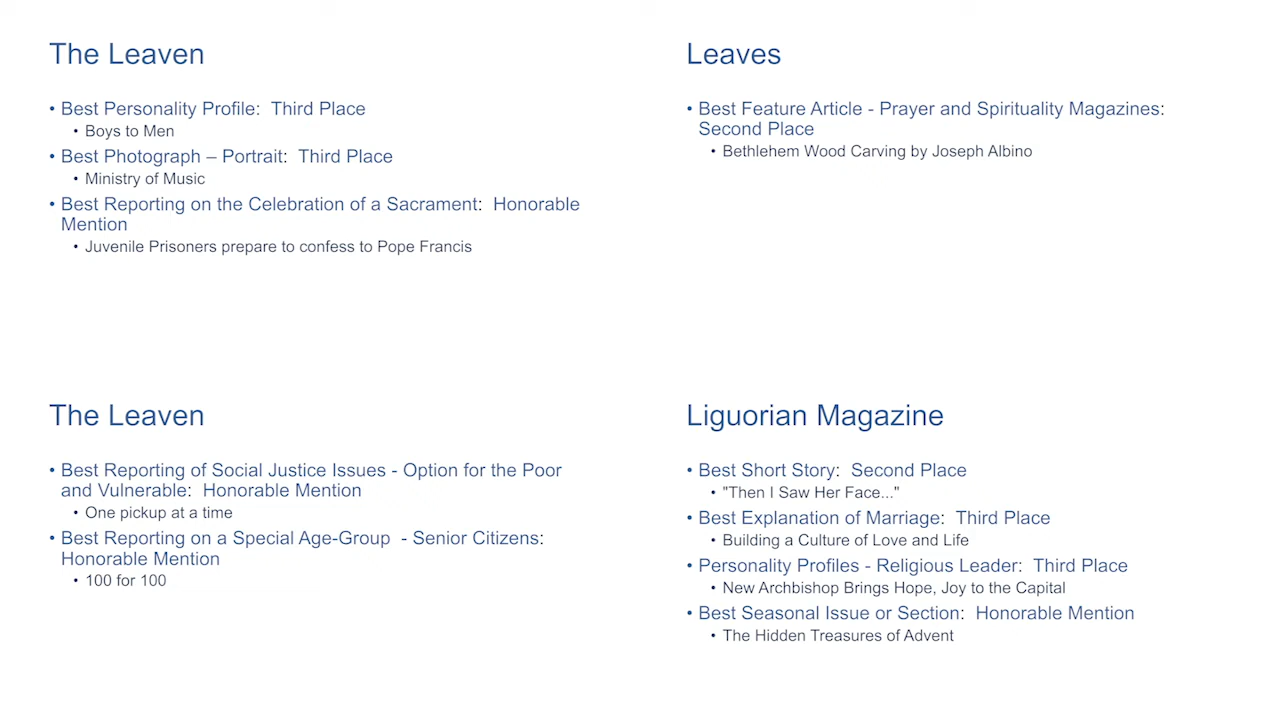 The Leaven
• Best Personality Profile:  Third Place
• Boys to Men
• Best Photograph – Portrait:  Third Place
• Ministry of Music
• Best Reporting on the Celebration of a Sacrament:  Honorable
Mention
• Juvenile Prisoners prepare to confess to Pope Francis
Leaves
• Best Feature Article - Prayer and Spirituality Magazines:
Second Place
• Bethlehem Wood Carving by Joseph Albino
The Leaven
• Best Reporting of Social Justice Issues - Option for the Poor
and Vulnerable:  Honorable Mention
• One pickup at a time
• Best Reporting on a Special Age-Group  - Senior Citizens:
Honorable Mention
• 100 for 100
Liguorian Magazine
• Best Short Story:  Second Place
• "Then I Saw Her Face..."
• Best Explanation of Marriage:  Third Place
• Building a Culture of Love and Life
• Personality Profiles - Religious Leader:  Third Place
• New Archbishop Brings Hope, Joy to the Capital
• Best Seasonal Issue or Section:  Honorable Mention
• The Hidden Treasures of Advent